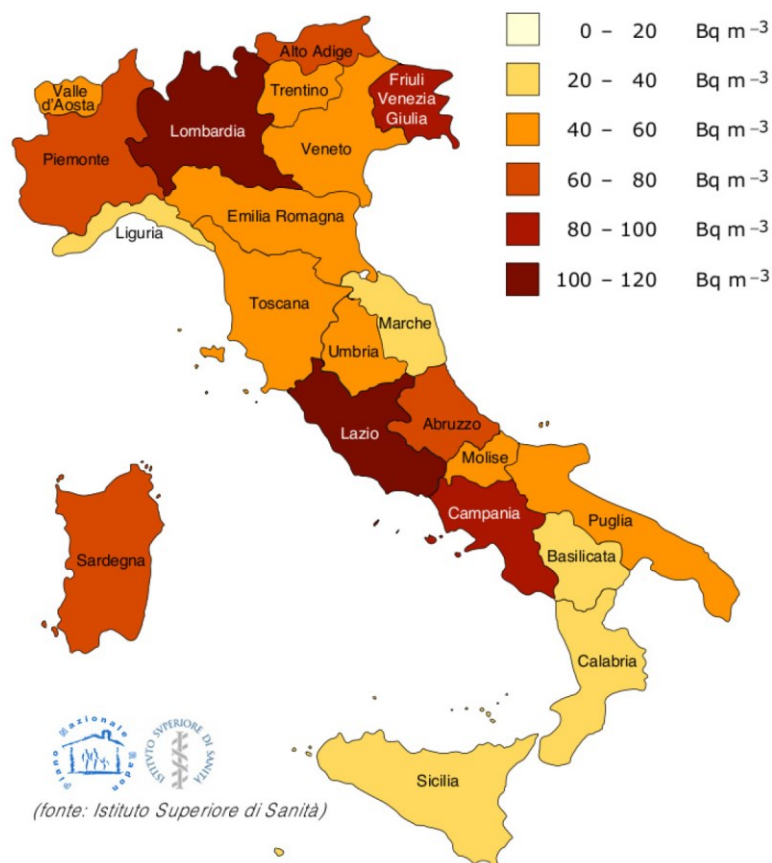 0 – 20 Bq m⁻³
20 – 40 Bq m⁻³
40 – 60 Bq m⁻³
60 – 80 Bq m⁻³
80 – 100 Bq m⁻³
100 – 120 Bq m⁻³
Alto Adige
Valle
d'Aosta
Trentino
Friuli
Venezia
Giulia
Lombardia
Veneto
Piemonte
Emilia Romagna
Liguria
Toscana
Marche
Umbria
Lazio
Abruzzo
Molise
Campania
Puglia
Basilicata
Sardegna
Calabria
Sicilia
Piano Nazionale Radon
ISTITVTO SVPERIORE DI SANITÀ
(fonte: Istituto Superiore di Sanità)